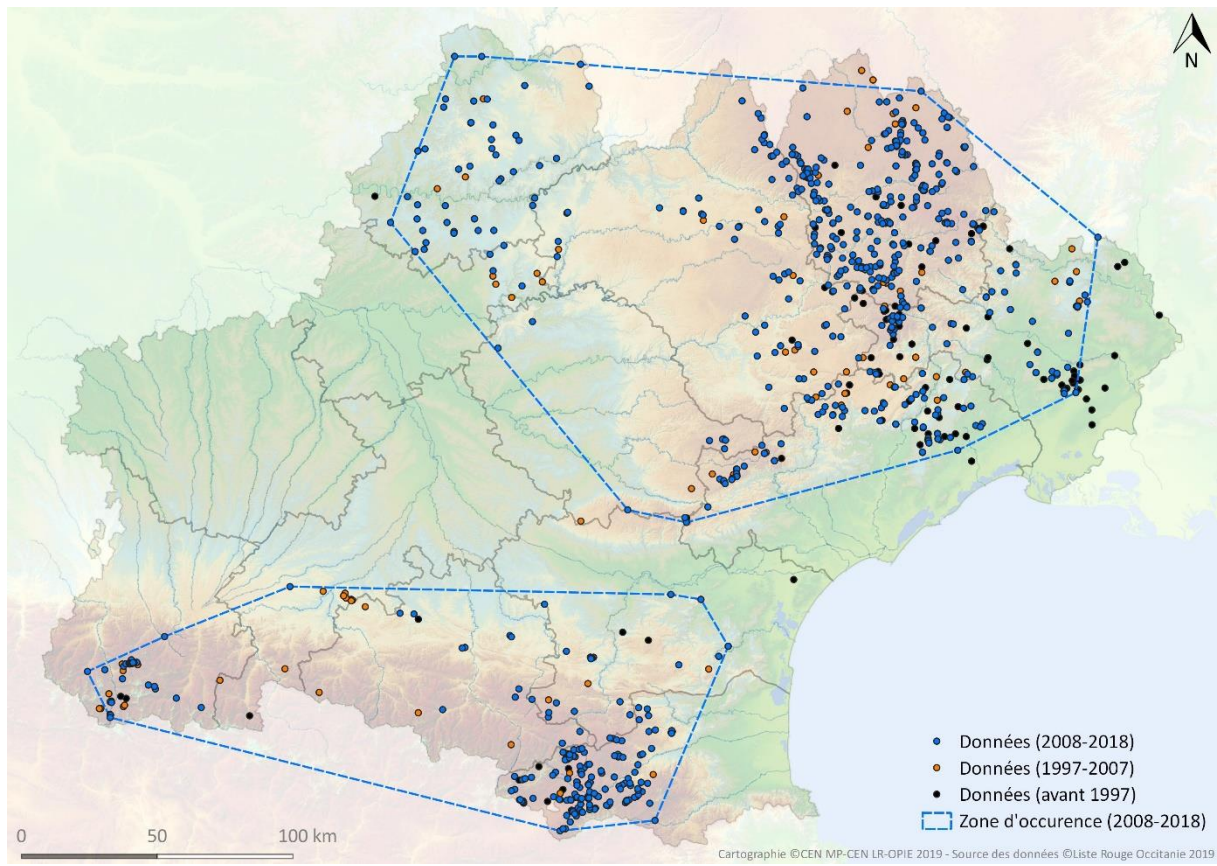 N
Données (2008-2018)
Données (1997-2007)
Données (avant 1997)
Zone d'occurence (2008-2018)
0 50 100 km
Cartographie ©CEN MP-CEN LR-OPIE 2019 - Source des données ©Liste Rouge Occitanie 2019